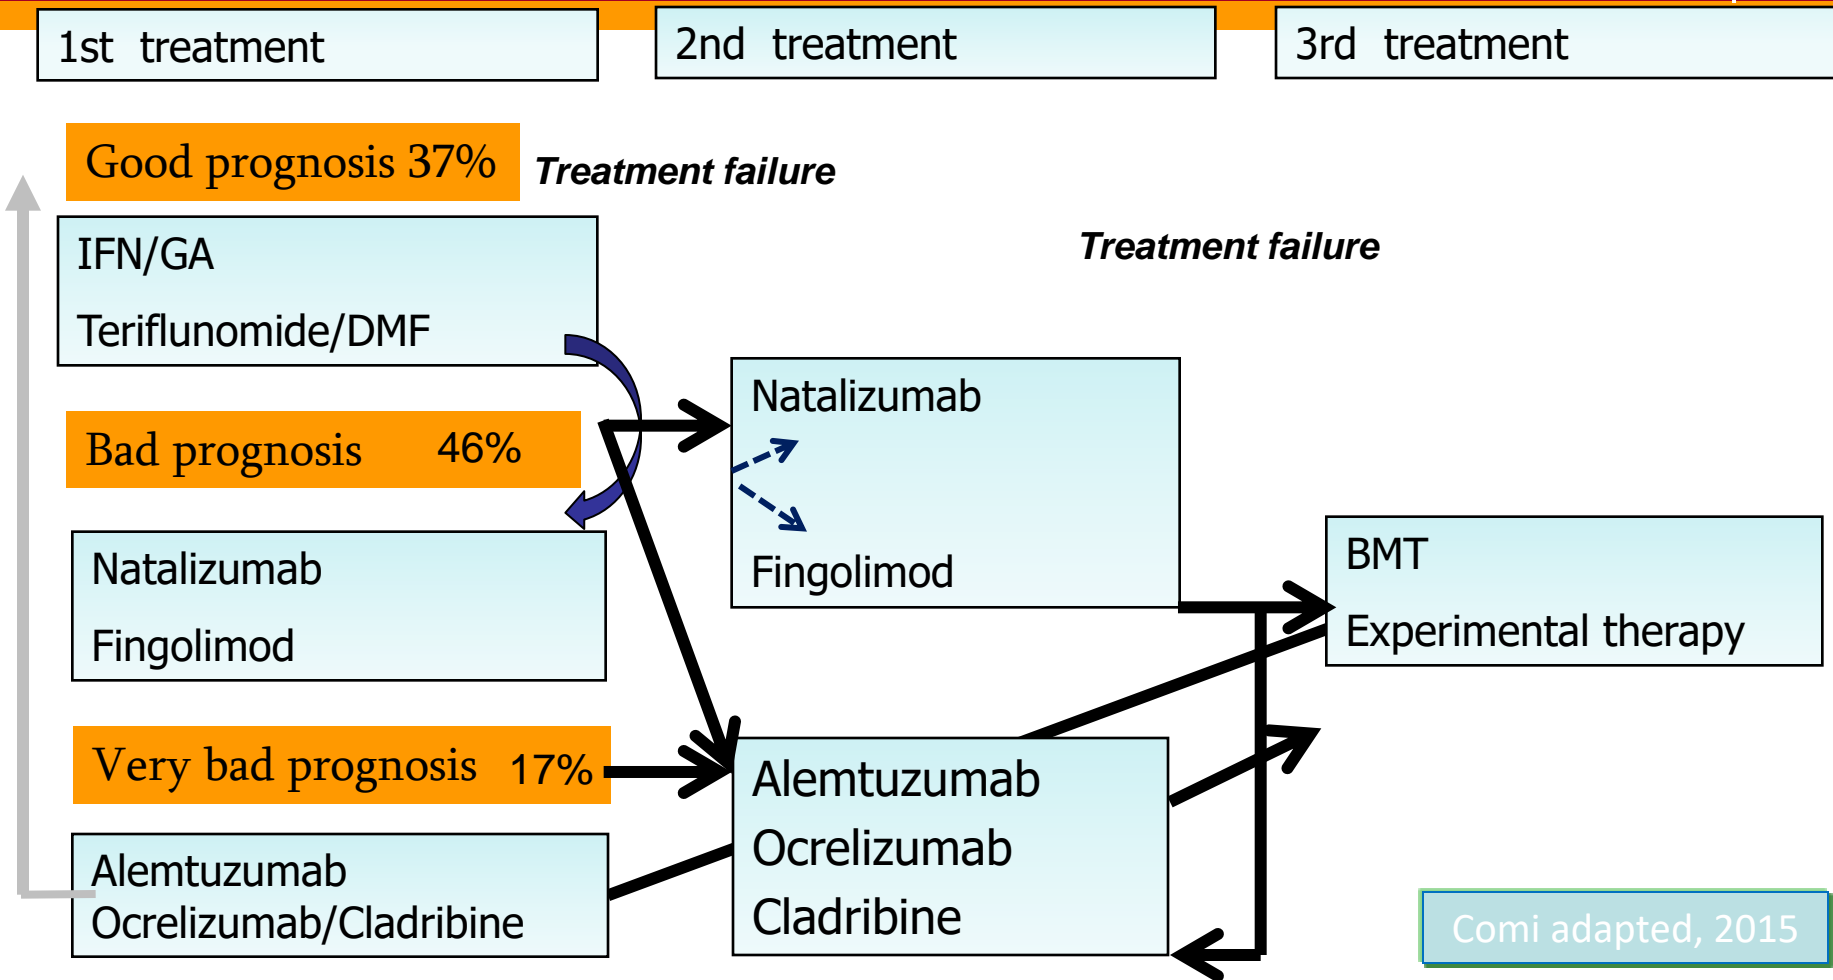 1st treatment
2nd treatment
3rd treatment
Good prognosis 37%
Treatment failure
Treatment failure
IFN/GA
Teriflunomide/DMF
Bad prognosis 46%
Natalizumab
Fingolimod
Natalizumab
Fingolimod
BMT
Experimental therapy
Very bad prognosis 17%
Alemtuzumab
Ocrelizumab
Cladribine
Alemtuzumab
Ocrelizumab/Cladribine
Comi adapted, 2015